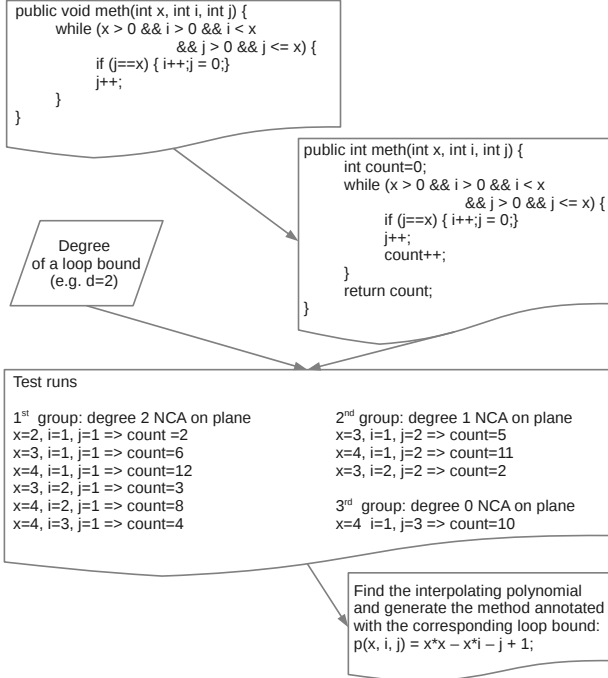 public void meth(int x, int i, int j) {
while (x > 0 && i > 0 && i < x
&& j > 0 && j <= x) {
if (j==x) { i++;j = 0;}
j++;
}
}
public int meth(int x, int i, int j) {
int count=0;
while (x > 0 && i > 0 && i < x
&& j > 0 && j <= x) {
if (j==x) { i++;j = 0;}
j++;
count++;
}
return count;
}
Degree
of a loop bound
(e.g. d=2)
Test runs
1st group: degree 2 NCA on plane
x=2, i=1, j=1 => count =2
x=3, i=1, j=1 => count=6
x=4, i=1, j=1 => count=12
x=3, i=2, j=1 => count=3
x=4, i=2, j=1 => count=8
x=4, i=3, j=1 => count=4
2nd group: degree 1 NCA on plane
x=3, i=1, j=2 => count=5
x=4, i=1, j=2 => count=11
x=3, i=2, j=2 => count=2
3rd group: degree 0 NCA on plane
x=4 i=1, j=3 => count=10
Find the interpolating polynomial
and generate the method annotated
with the corresponding loop bound:
p(x, i, j) = x*x – x*i – j + 1;